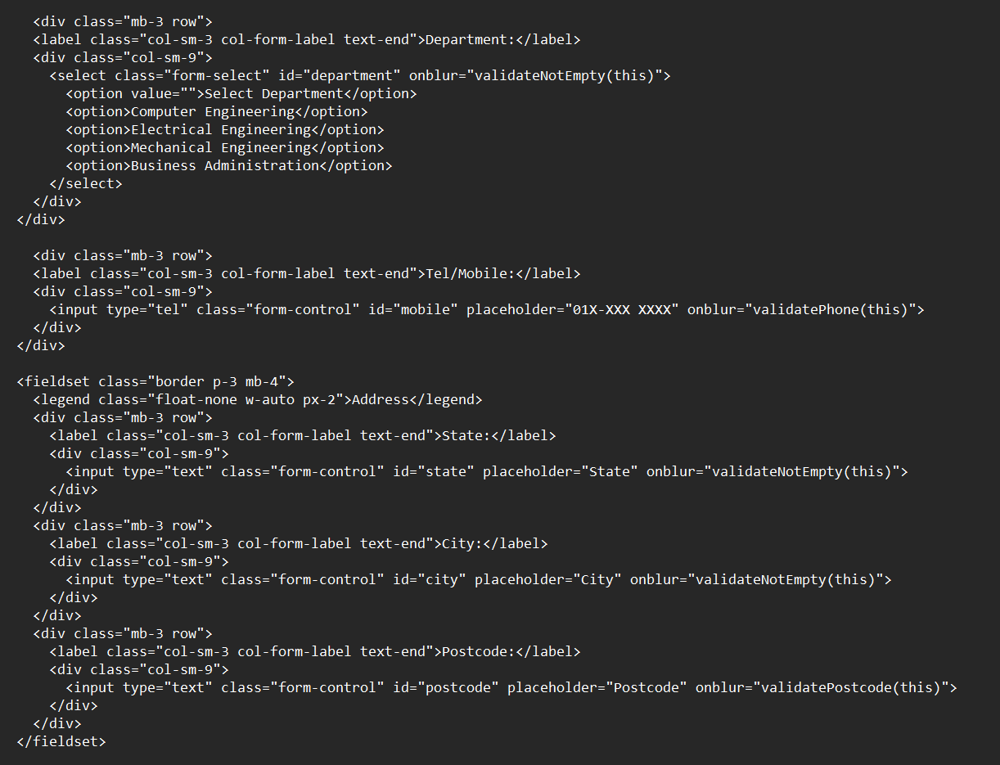 <div class="mb-3 row">
  <label class="col-sm-3 col-form-label text-end">Department:</label>
  <div class="col-sm-9">
    <select class="form-select" id="department" onblur="validateNotEmpty(this)">
      <option value="">Select Department</option>
      <option>Computer Engineering</option>
      <option>Electrical Engineering</option>
      <option>Mechanical Engineering</option>
      <option>Business Administration</option>
    </select>
  </div>
</div>

  <div class="mb-3 row">
  <label class="col-sm-3 col-form-label text-end">Tel/Mobile:</label>
  <div class="col-sm-9">
    <input type="tel" class="form-control" id="mobile" placeholder="01X-XXX XXXX" onblur="validatePhone(this)">
  </div>
</div>

<fieldset class="border p-3 mb-4">
  <legend class="float-none w-auto px-2">Address</legend>
  <div class="mb-3 row">
    <label class="col-sm-3 col-form-label text-end">State:</label>
    <div class="col-sm-9">
      <input type="text" class="form-control" id="state" placeholder="State" onblur="validateNotEmpty(this)">
    </div>
  </div>
  <div class="mb-3 row">
    <label class="col-sm-3 col-form-label text-end">City:</label>
    <div class="col-sm-9">
      <input type="text" class="form-control" id="city" placeholder="City" onblur="validateNotEmpty(this)">
    </div>
  </div>
  <div class="mb-3 row">
    <label class="col-sm-3 col-form-label text-end">Postcode:</label>
    <div class="col-sm-9">
      <input type="text" class="form-control" id="postcode" placeholder="Postcode" onblur="validatePostcode(this)">
    </div>
  </div>
</fieldset>